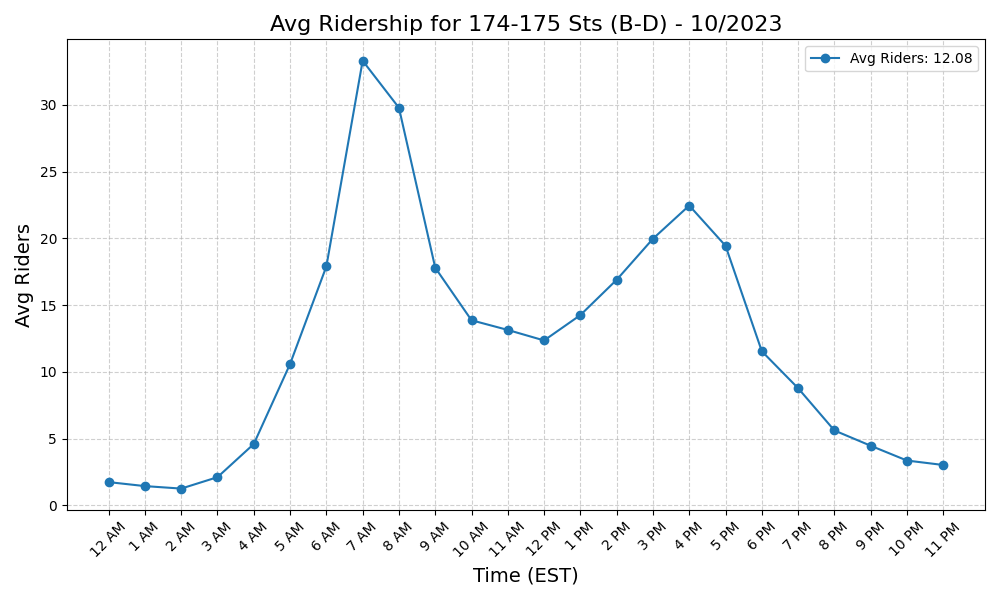 Avg Ridership for 174-175 Sts (B-D) - 10/2023
Avg Riders: 12.08
Avg Riders
30
25
20
15
10
5
0
12 AM
1 AM
2 AM
3 AM
4 AM
5 AM
6 AM
7 AM
8 AM
9 AM
10 AM
11 AM
12 PM
1 PM
2 PM
3 PM
4 PM
5 PM
6 PM
7 PM
8 PM
9 PM
10 PM
11 PM
Time (EST)